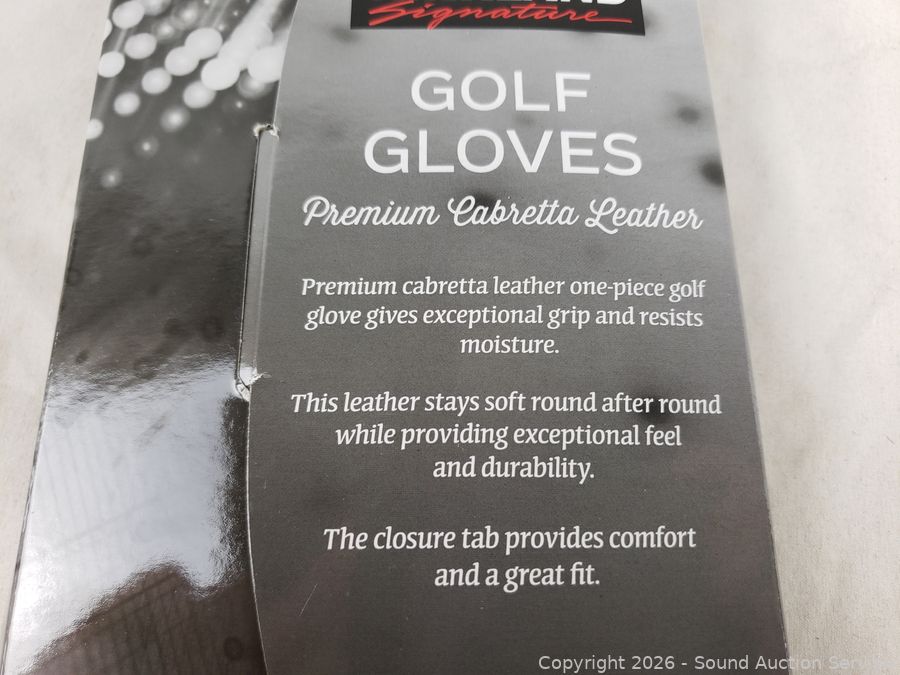 Signature
GOLF
GLOVES
Premium Cabretta Leather
Premium cabretta leather one-piece golf
glove gives exceptional grip and resists
moisture.
This leather stays soft round after round
while providing exceptional feel
and durability.
The closure tab provides comfort
and a great fit.
Copyright 2026 - Sound Auction